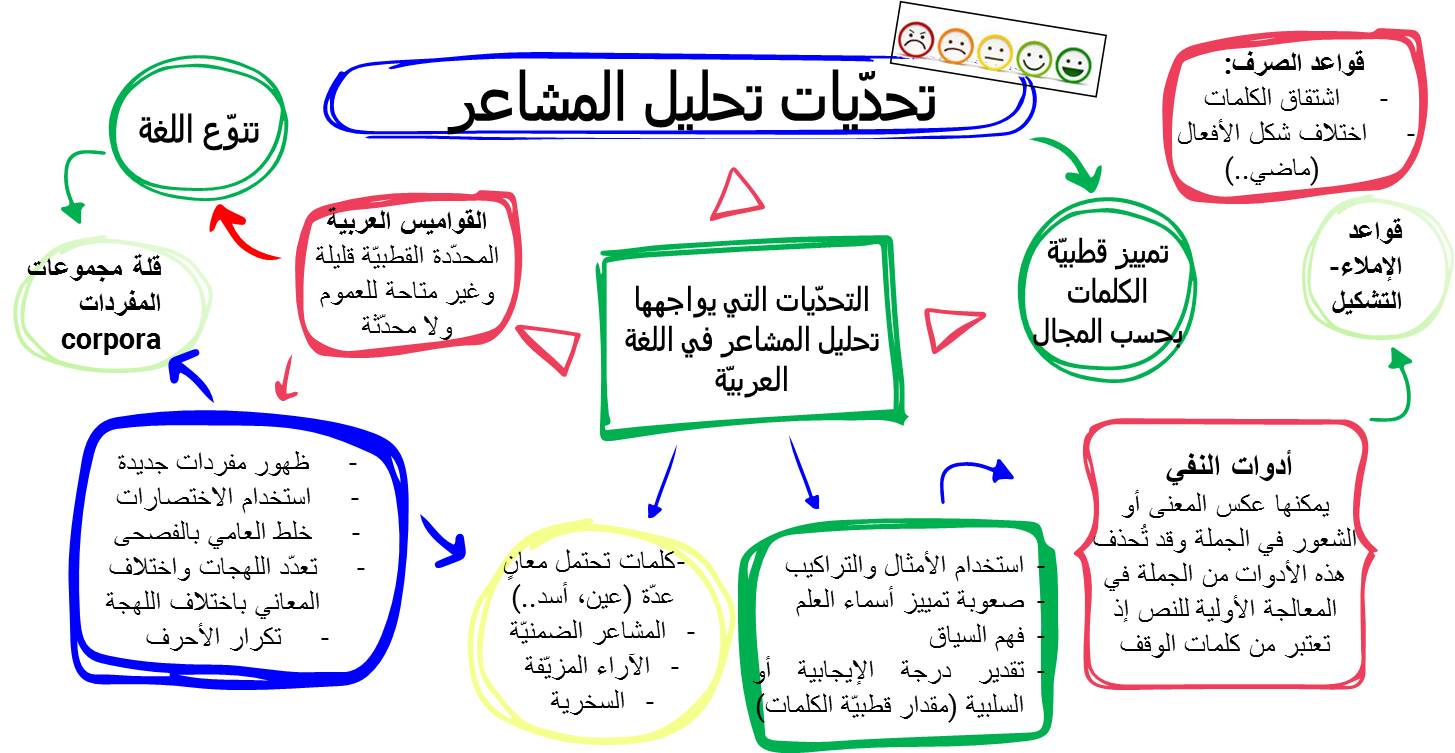 تحدّيات تحليل المشاعر
قواعد الصرف:
- اشتقاق الكلمات
- اختلاف شكل الأفعال
(ماضي..)
تنوّع اللغة
القواميس العربية
المحدّدة القطبيّة قليلة
وغير متاحة للعموم
ولا محدّثة
تمييز قطبيّة
الكلمات
بحسب المجال
قواعد
الإملاء-
التشكيل
قلة مجموعات
المفردات
corpora
التحدّيات التي يواجهها
تحليل المشاعر في اللغة
العربيّة
أدوات النفي
يمكنها عكس المعنى أو
الشعور في الجملة وقد تُحذف
هذه الأدوات من الجملة في
المعالجة الأولية للنص إذ
تعتبر من كلمات الوقف
- استخدام الأمثال والتراكيب
- صعوبة تمييز أسماء العلم
- فهم السياق
- تقدير درجة الإيجابية أو
السلبية (مقدار قطبيّة الكلمات)
-كلمات تحتمل معانٍ
عدّة (عين، أسد..)
- المشاعر الضمنيّة
- الآراء المزيّفة
- السخرية
- ظهور مفردات جديدة
- استخدام الاختصارات
- خلط العامي بالفصحى
- تعدّد اللهجات واختلاف
المعاني باختلاف اللهجة
- تكرار الأحرف